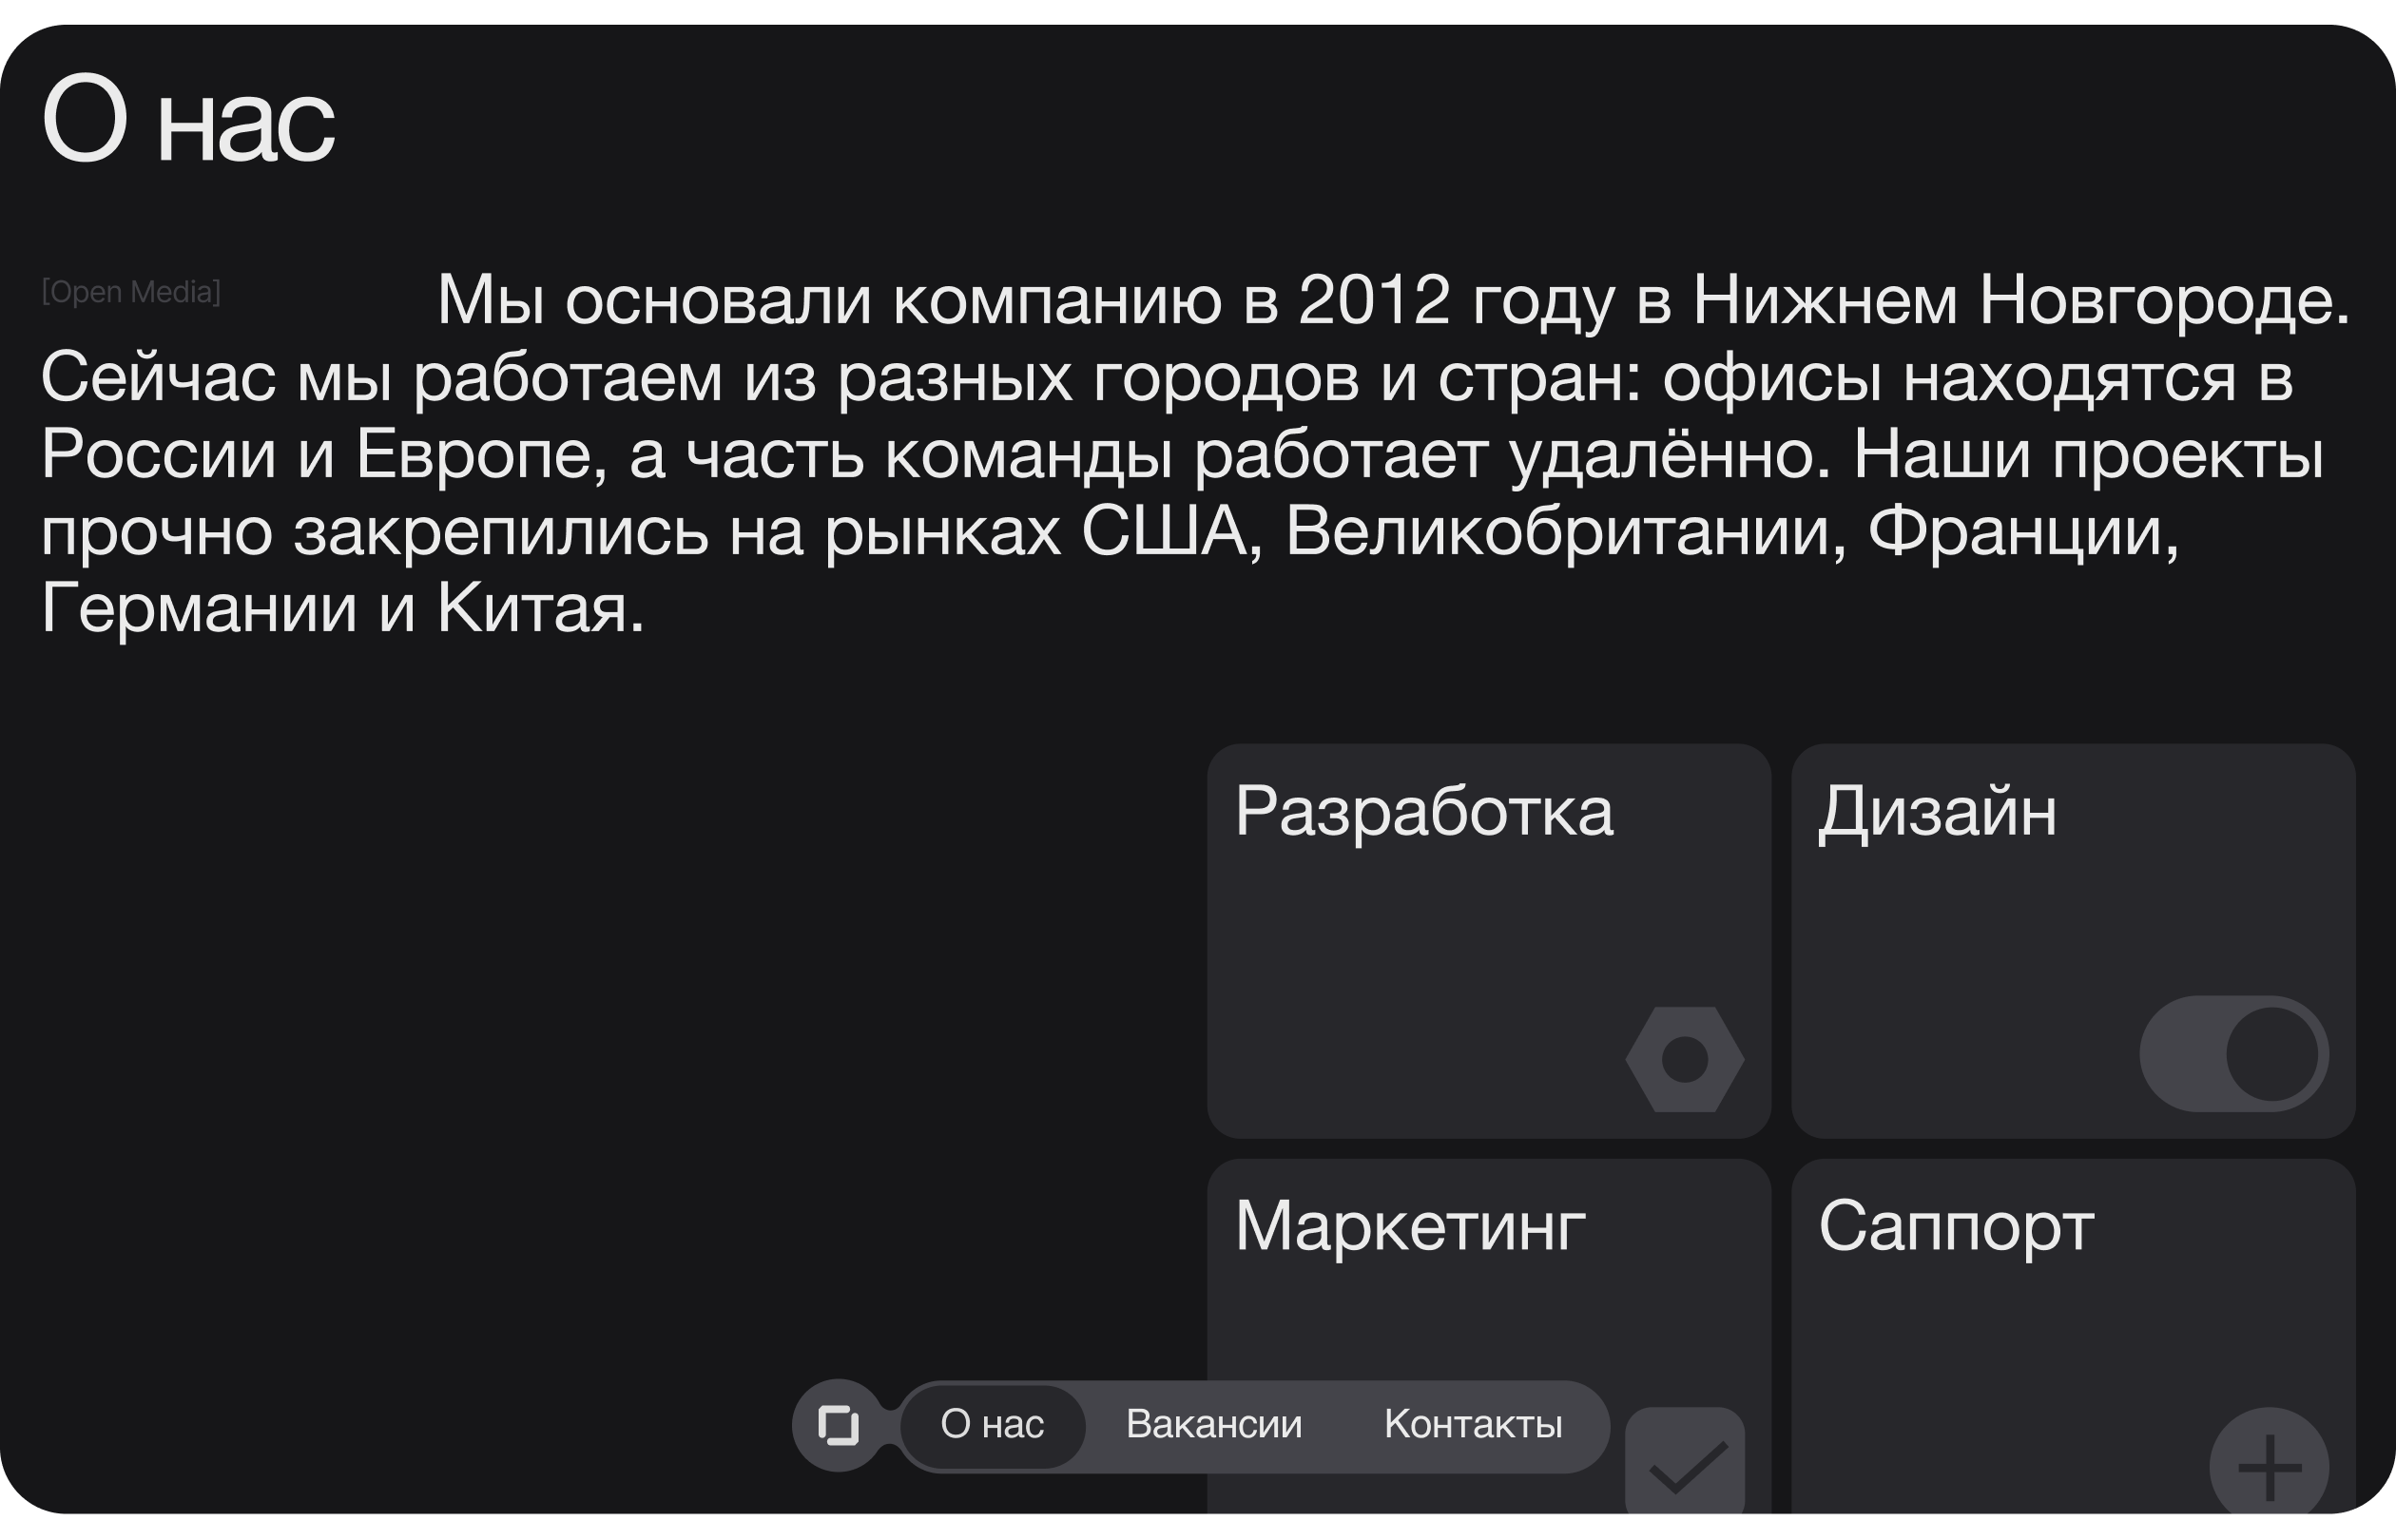 О нас
[Open Media] Мы основали компанию в 2012 году в Нижнем Новгороде.
Сейчас мы работаем из разных городов и стран: офисы находятся в
России и Европе, а часть команды работает удалённо. Наши проекты
прочно закрепились на рынках США, Великобритании, Франции,
Германии и Китая.
Разработка
Дизайн
Маркетинг
Саппорт
О нас Вакансии Контакты